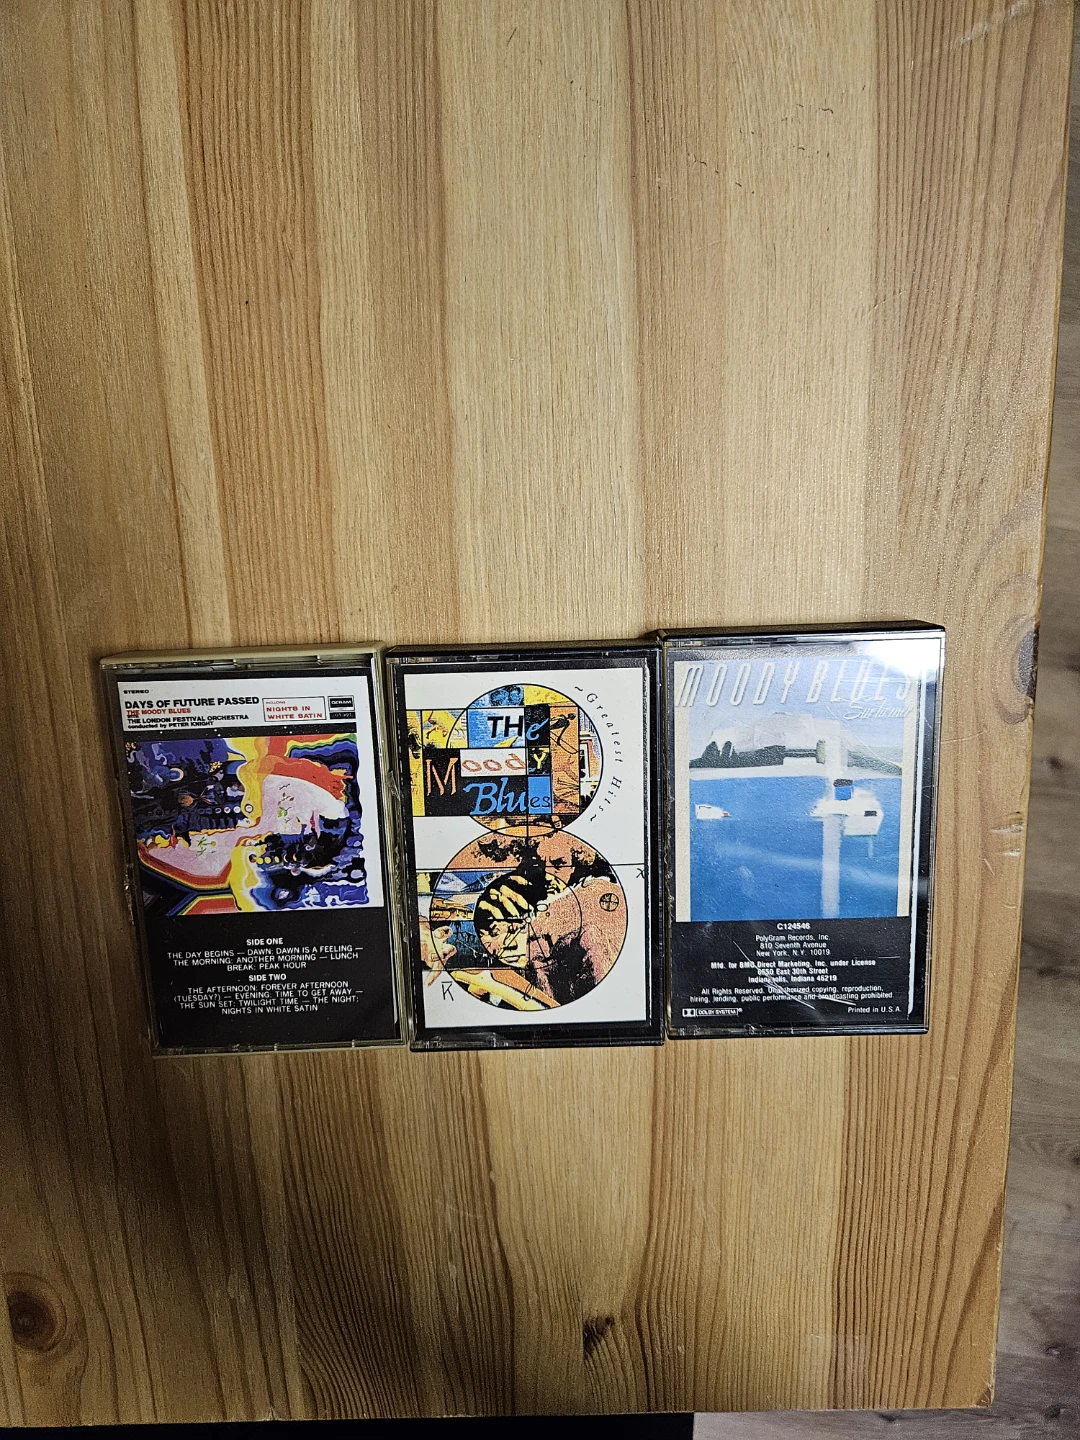 STEREO
DAYS OF FUTURE PASSED
THE MOODY BLUES
WITH
THE LONDON FESTIVAL ORCHESTRA
conducted by PETER KNIGHT
INCLUDING
NIGHTS IN
WHITE SATIN
DERAM
SIDE ONE
THE DAY BEGINS — DAWN: DAWN IS A FEELING —
THE MORNING: ANOTHER MORNING — LUNCH
BREAK: PEAK HOUR
SIDE TWO
THE AFTERNOON: FOREVER AFTERNOON
(TUESDAY?) — EVENING: TIME TO GET AWAY —
THE SUN SET: TWILIGHT TIME — THE NIGHT:
NIGHTS IN WHITE SATIN
THe
Moody
Blues
~Greatest Hits~
MOODY BLUES
C124546
PolyGram Records, Inc.
810 Seventh Avenue
New York, N.Y. 10019
Mfd. for BMG Direct Marketing, Inc. under License
6550 East 30th Street
Indianapolis, Indiana 46219
All Rights Reserved. Unauthorized copying, reproduction,
hiring, lending, public performance and broadcasting prohibited.
DOLBY SYSTEM®
Printed in U.S.A.